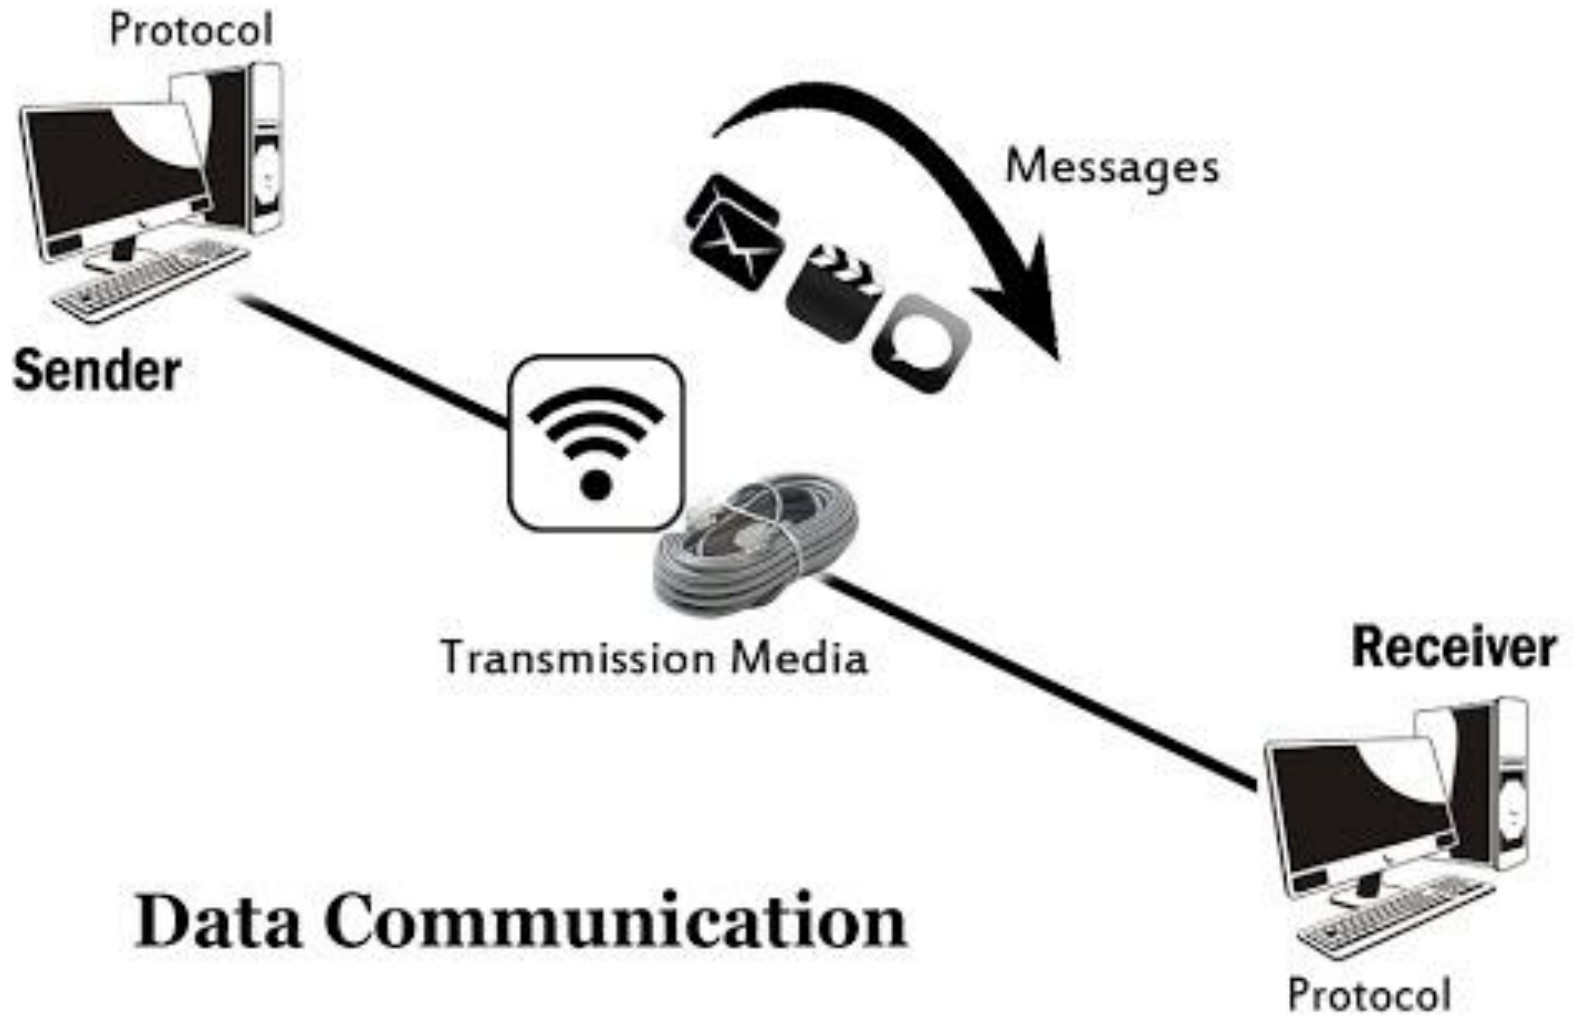 Protocol
Messages
Sender
Transmission Media
Receiver
Data Communication
Protocol